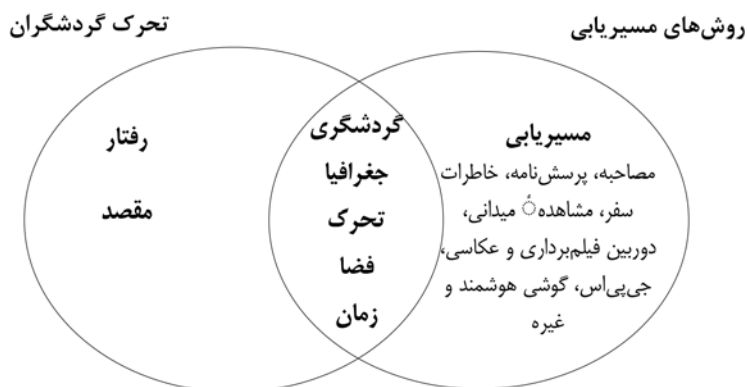 روش‌های مسیریابی
تحرک گردشگران
مسیریابی
مصاحبه، پرسش‌نامه، خاطرات
سفر، مشاهدهٔ میدانی،
دوربین فیلم‌برداری و عکاسی،
جی‌پی‌اس، گوشی هوشمند و
غیره
گردشگری
جغرافیا
تحرک
فضا
زمان
رفتار
مقصد